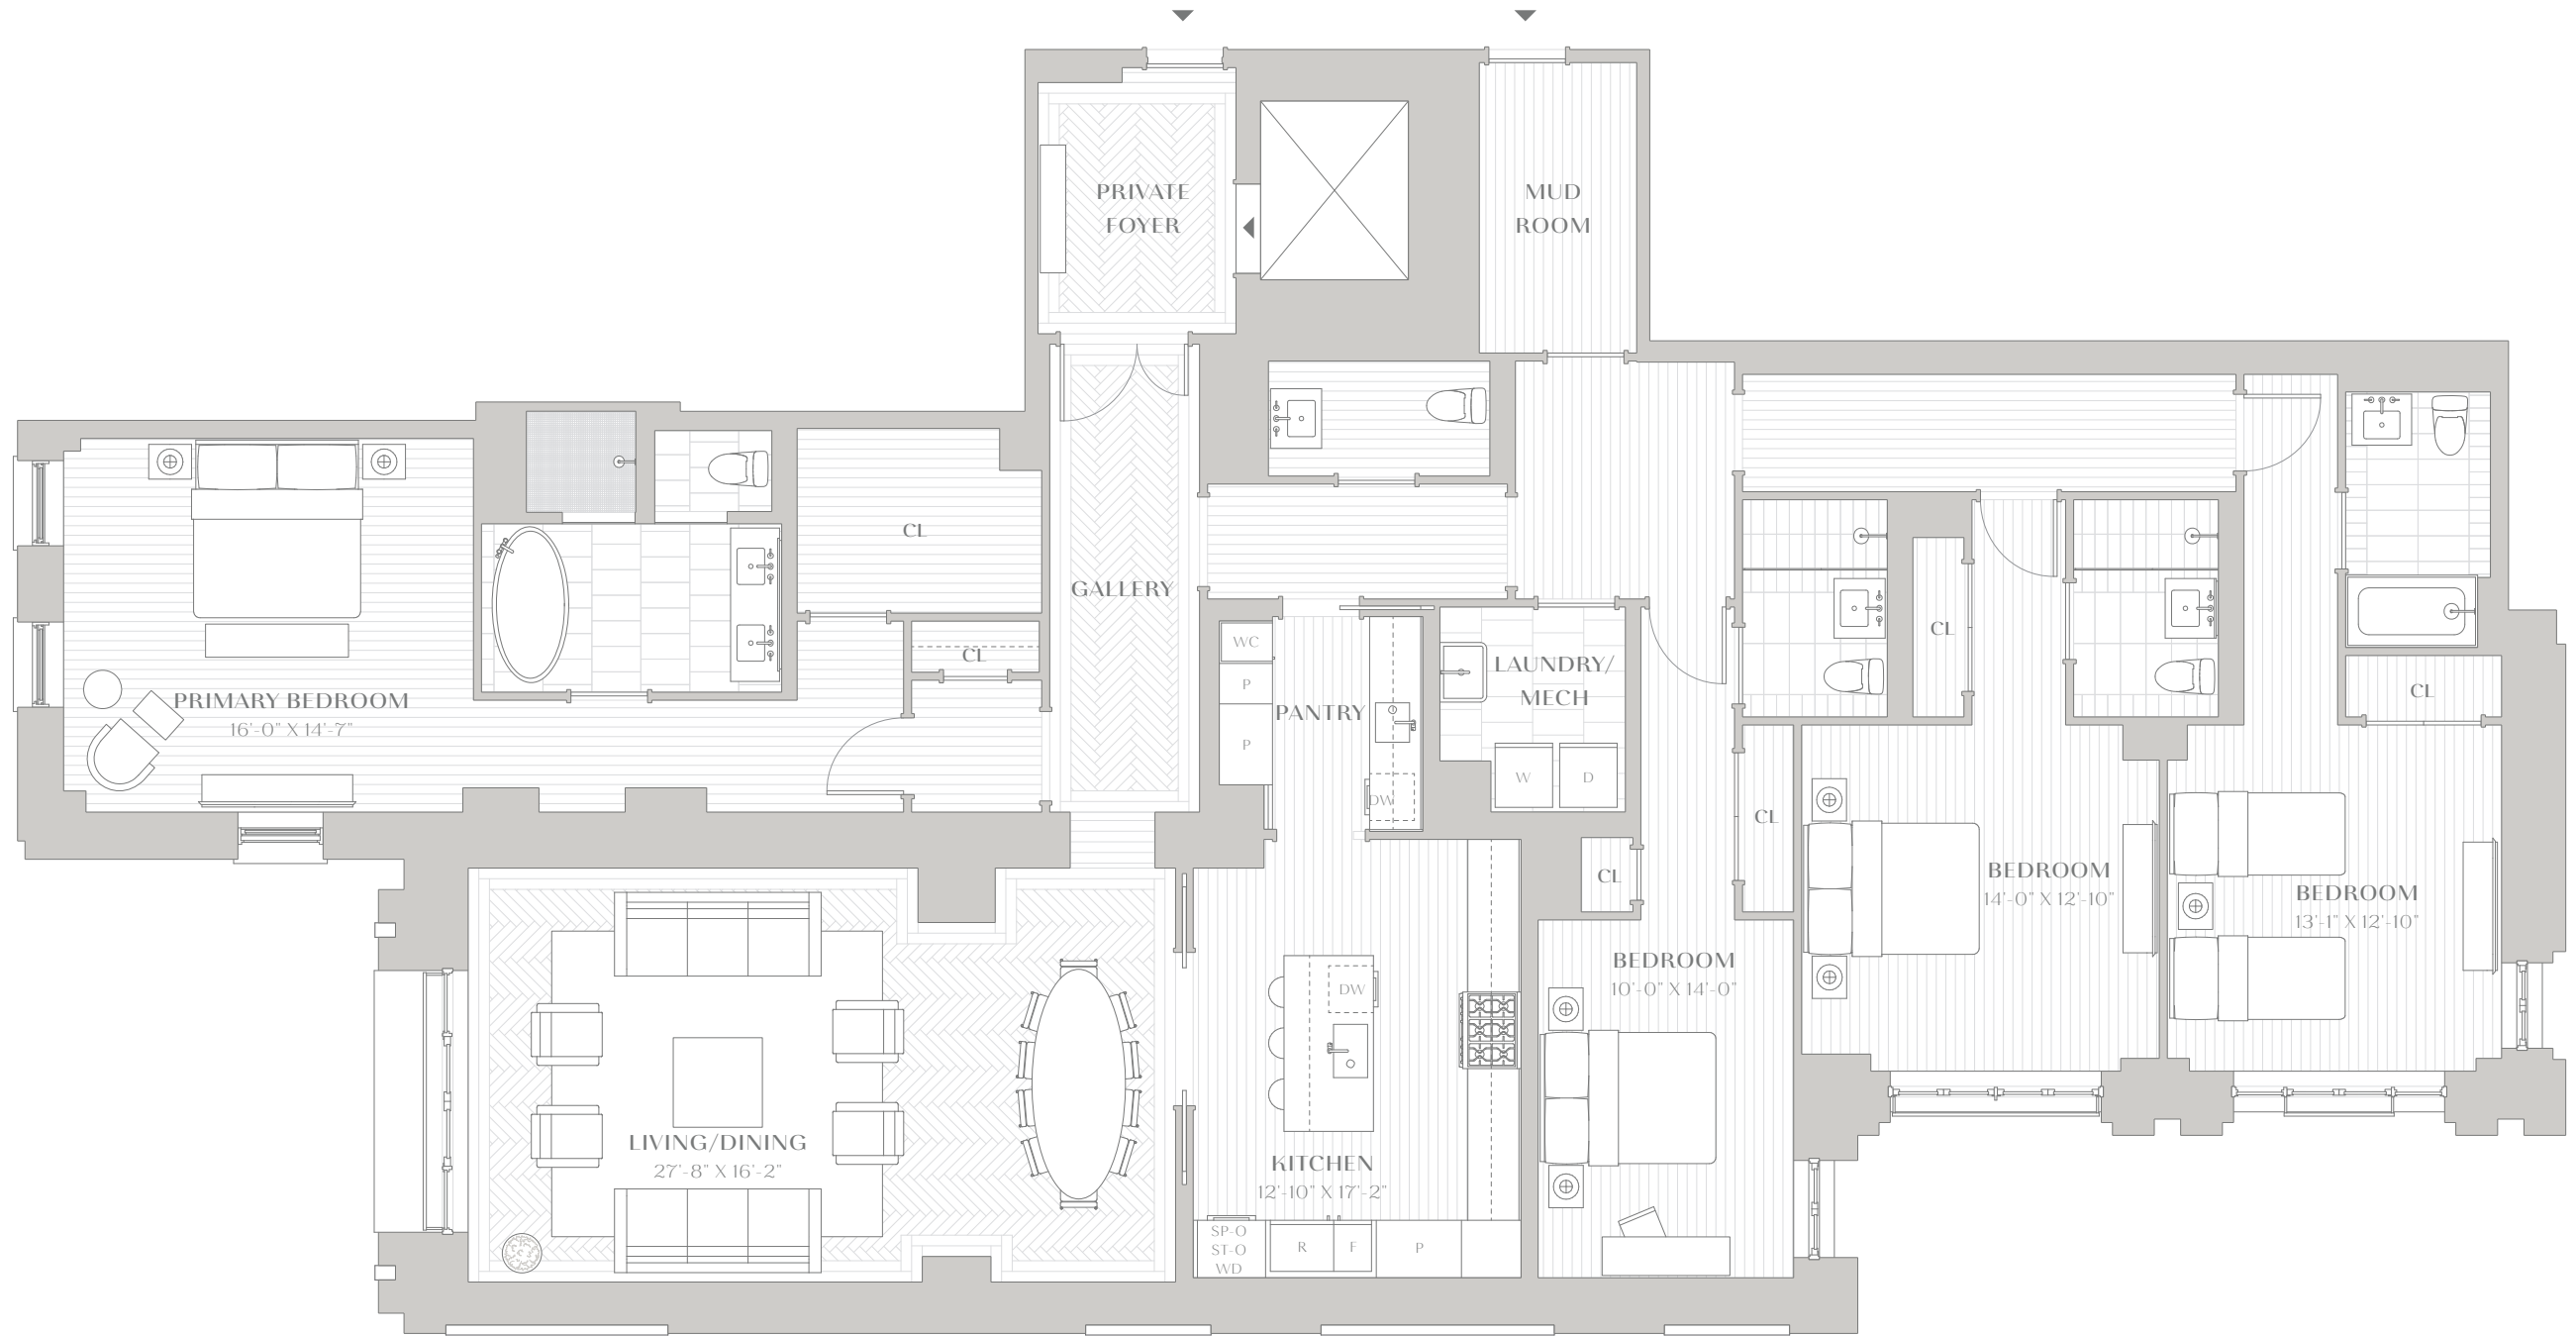 PRIVATE
FOYER
MUD
ROOM
CL
GALLERY
WC
P
P
PANTRY
DW
LAUNDRY/
MECH
W
D
CL
PRIMARY BEDROOM
16'-0" X 14'-7"
CL
CL
CL
CL
BEDROOM
14'-0" X 12'-10"
BEDROOM
13'-1" X 12'-10"
CL
BEDROOM
10'-0" X 14'-0"
DW
LIVING/DINING
27'-8" X 16'-2"
KITCHEN
12'-10" X 17'-2"
SP-O
ST-O
WD
R
F
P